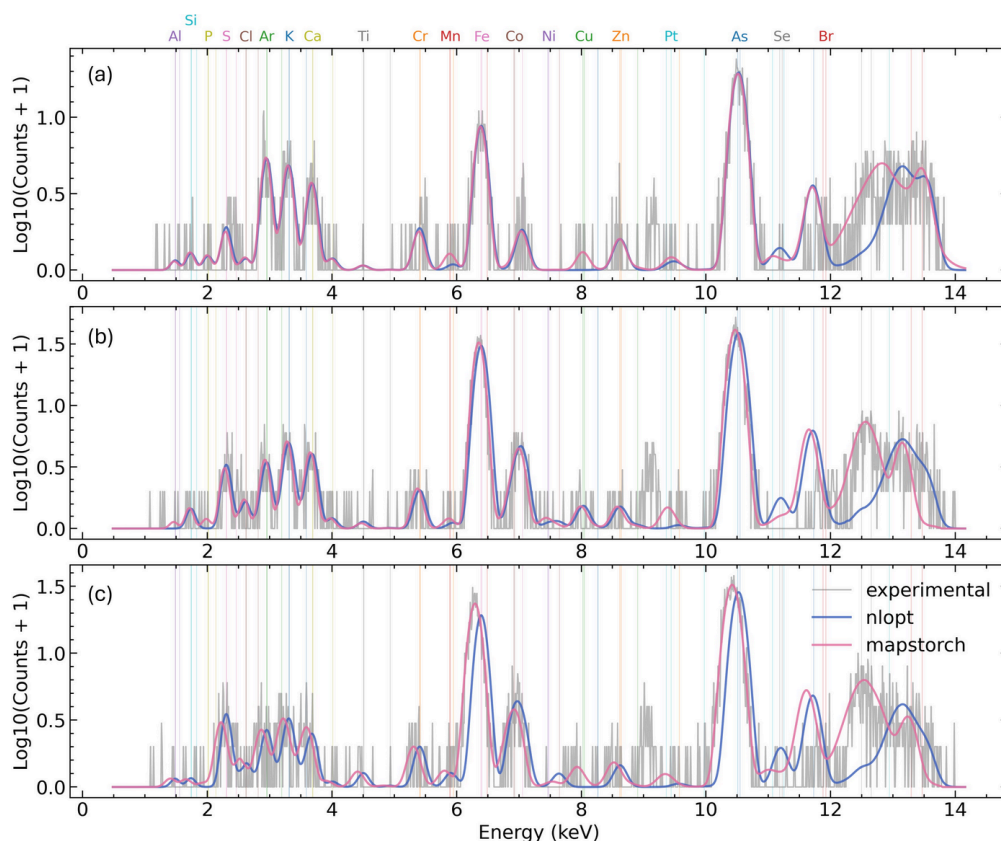 Si
Al P S Cl Ar K Ca Ti Cr Mn Fe Co Ni Cu Zn Pt As Se Br
(a)
Log10(Counts + 1)
1.0
0.5
0.0
0 2 4 6 8 10 12 14
(b)
Log10(Counts + 1)
1.5
1.0
0.5
0.0
0 2 4 6 8 10 12 14
(c)
Log10(Counts + 1)
1.5
1.0
0.5
0.0
experimental
nlopt
mapstorch
0 2 4 6 8 10 12 14
Energy (keV)